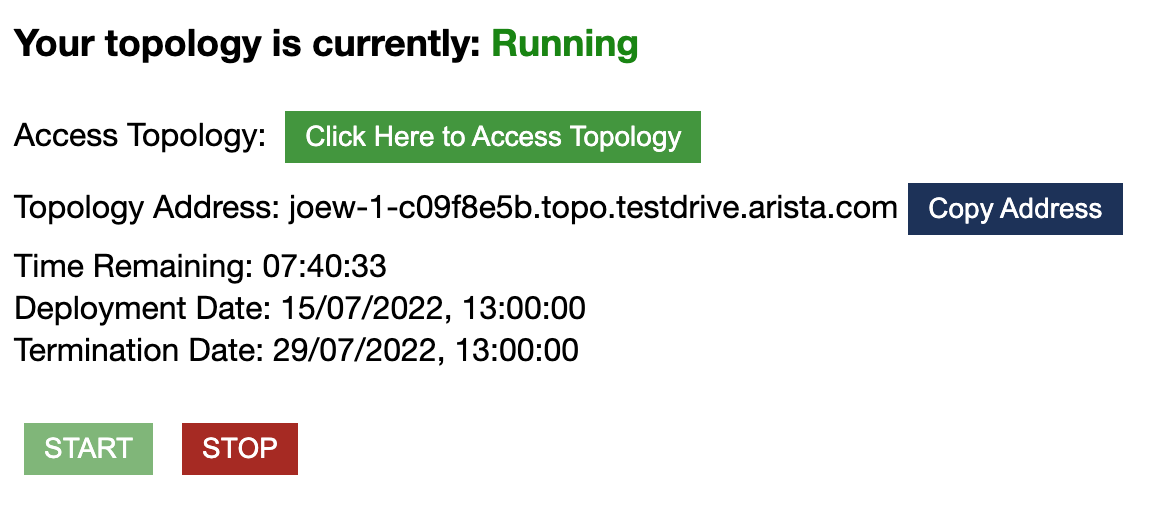 Your topology is currently: Running
Access Topology: Click Here to Access Topology
Topology Address: joew-1-c09f8e5b.topo.testdrive.arista.com Copy Address
Time Remaining: 07:40:33
Deployment Date: 15/07/2022, 13:00:00
Termination Date: 29/07/2022, 13:00:00
START STOP